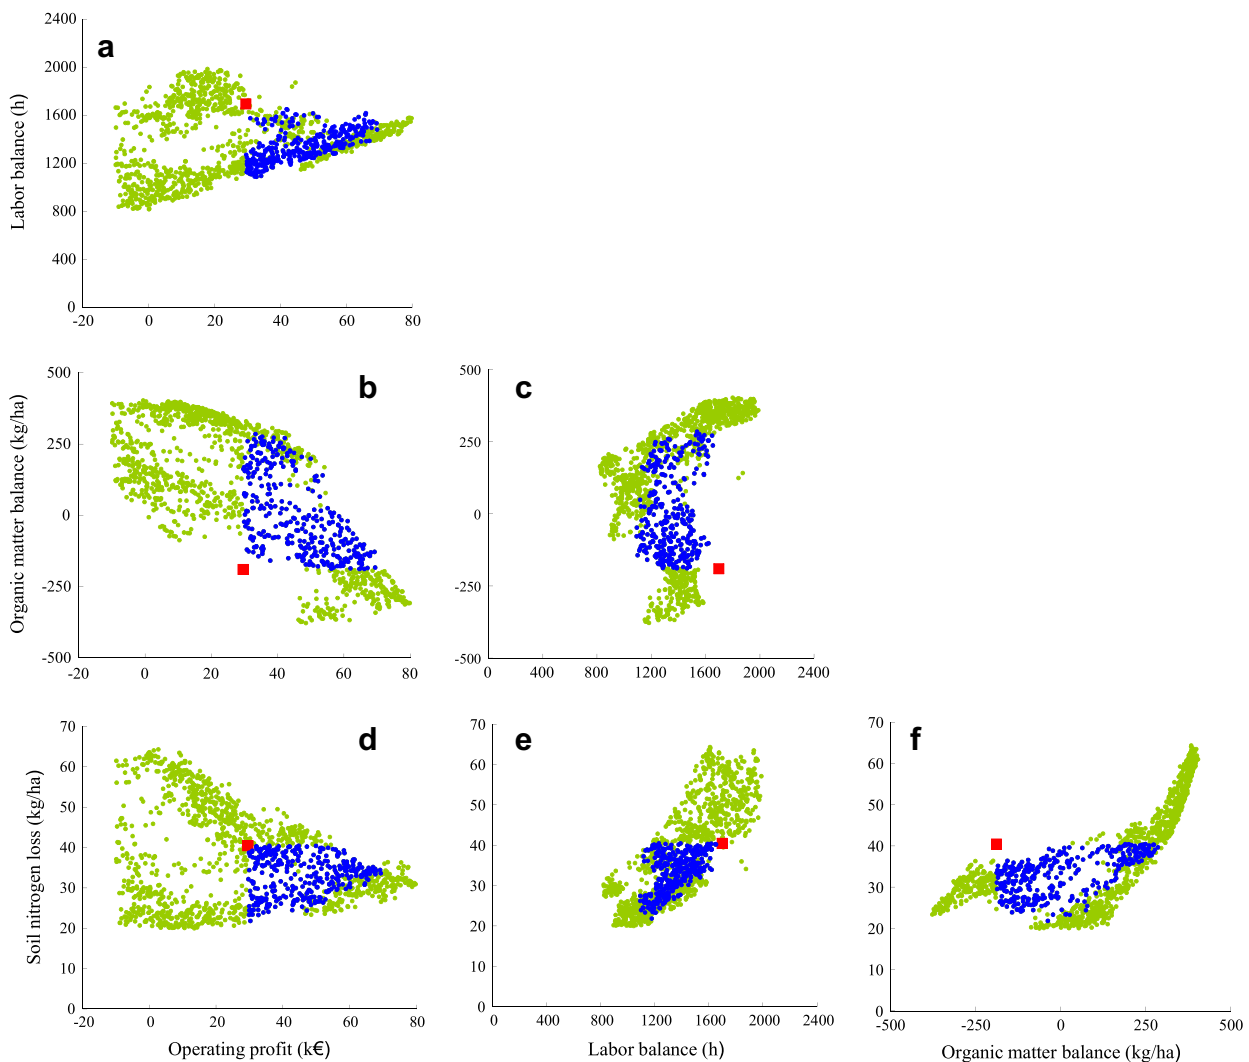 a
Labor balance (h)
2400
2000
1600
1200
800
400
0
-20 0 20 40 60 80
b
Organic matter balance (kg/ha)
500
250
0
-250
-500
-20 0 20 40 60 80
c
500
250
0
-250
-500
0 400 800 1200 1600 2000 2400
d
Soil nitrogen loss (kg/ha)
70
60
50
40
30
20
10
0
-20 0 20 40 60 80
Operating profit (k€)
e
70
60
50
40
30
20
10
0
0 400 800 1200 1600 2000 2400
Labor balance (h)
f
70
60
50
40
30
20
10
0
-500 -250 0 250 500
Organic matter balance (kg/ha)